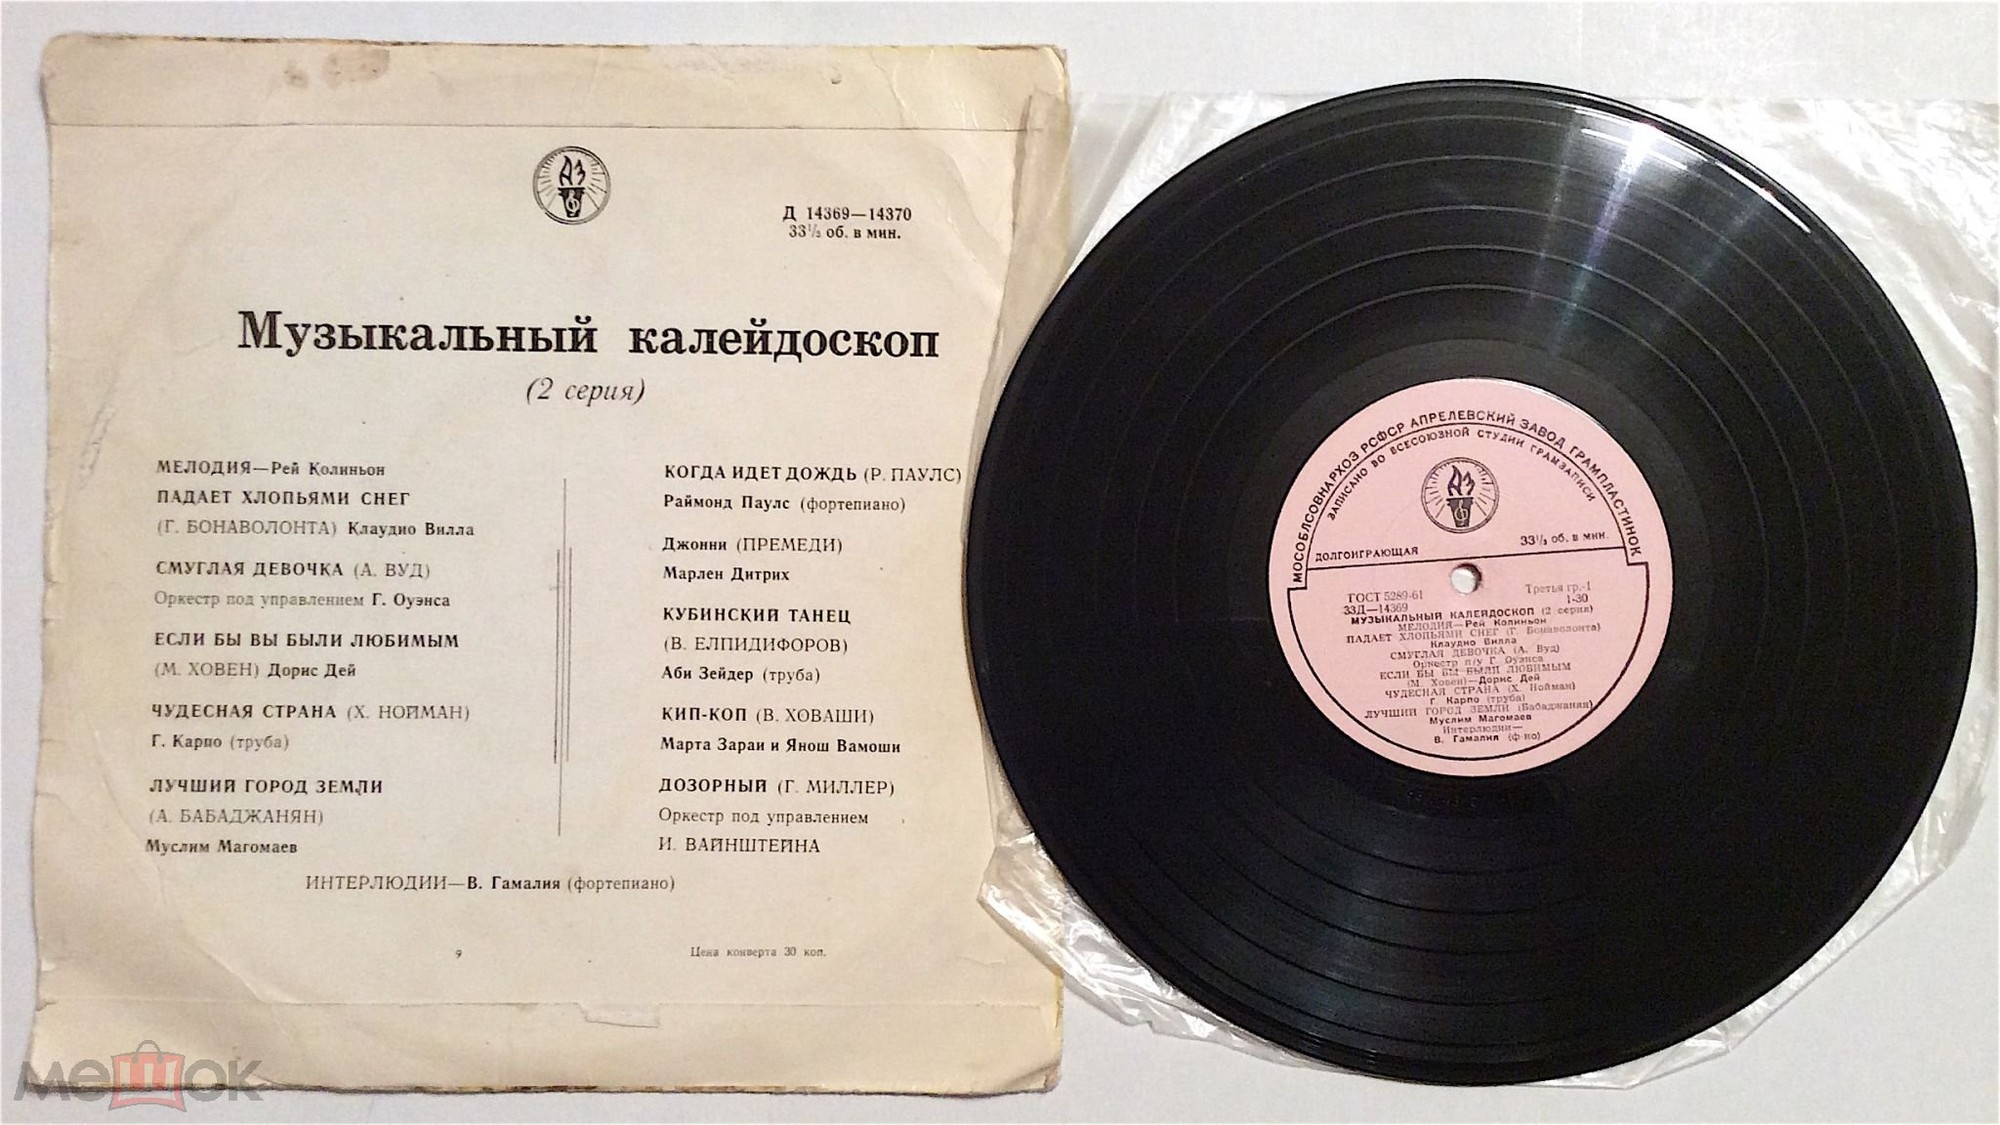 АЗ
Д 14369—14370
33⅓ об. в мин.
Музыкальный калейдоскоп
(2 серия)
МЕЛОДИЯ—Рей Колиньон
ПАДАЕТ ХЛОПЬЯМИ СНЕГ
(Г. БОНАВОЛОНТА) Клаудио Вилла
СМУГЛАЯ ДЕВОЧКА (А. ВУД)
Оркестр под управлением Г. Оуэнса
ЕСЛИ БЫ ВЫ БЫЛИ ЛЮБИМЫМ
(М. ХОВЕН) Дорис Дей
ЧУДЕСНАЯ СТРАНА (Х. НОЙМАН)
Г. Карпо (труба)
ЛУЧШИЙ ГОРОД ЗЕМЛИ
(А. БАБАДЖАНЯН)
Муслим Магомаев
КОГДА ИДЕТ ДОЖДЬ (Р. ПАУЛС)
Раймонд Паулс (фортепиано)
Джонни (ПРЕМЕДИ)
Марлен Дитрих
КУБИНСКИЙ ТАНЕЦ
(В. ЕЛПИДИФОРОВ)
Аби Зейдер (труба)
КИП-КОП (В. ХОВАШИ)
Марта Зараи и Янош Вамоши
ДОЗОРНЫЙ (Г. МИЛЛЕР)
Оркестр под управлением
И. ВАЙНШТЕЙНА
ИНТЕРЛЮДИИ—В. Гамалия (фортепиано)
9
Цена конверта 30 коп.
мешок
МОСОБЛСОВНАРХОЗ РСФСР АПРЕЛЕВСКИЙ ЗАВОД ГРАМПЛАСТИНОК
ЗАПИСАНО ВО ВСЕСОЮЗНОЙ СТУДИИ ГРАМЗАПИСИ
АЗ
ДОЛГОИГРАЮЩАЯ
33⅓ об. в мин.
ГОСТ 5289-61
Третья гр.-1
33Д—14369
1-30
МУЗЫКАЛЬНЫЙ КАЛЕЙДОСКОП (2 серия)
МЕЛОДИЯ—Рей Колиньон
ПАДАЕТ ХЛОПЬЯМИ СНЕГ (Г. Бонаволонта)
Клаудио Вилла
СМУГЛАЯ ДЕВОЧКА (А. Вуд)
Оркестр п/у Г. Оуэнса
ЕСЛИ БЫ ВЫ БЫЛИ ЛЮБИМЫМ
(М. Ховен)—Дорис Дей
ЧУДЕСНАЯ СТРАНА (Х. Нойман)
Г. Карпо (труба)
ЛУЧШИЙ ГОРОД ЗЕМЛИ (Бабаджанян)
Муслим Магомаев
Интерлюдии—
В. Гамалия (ф-но)